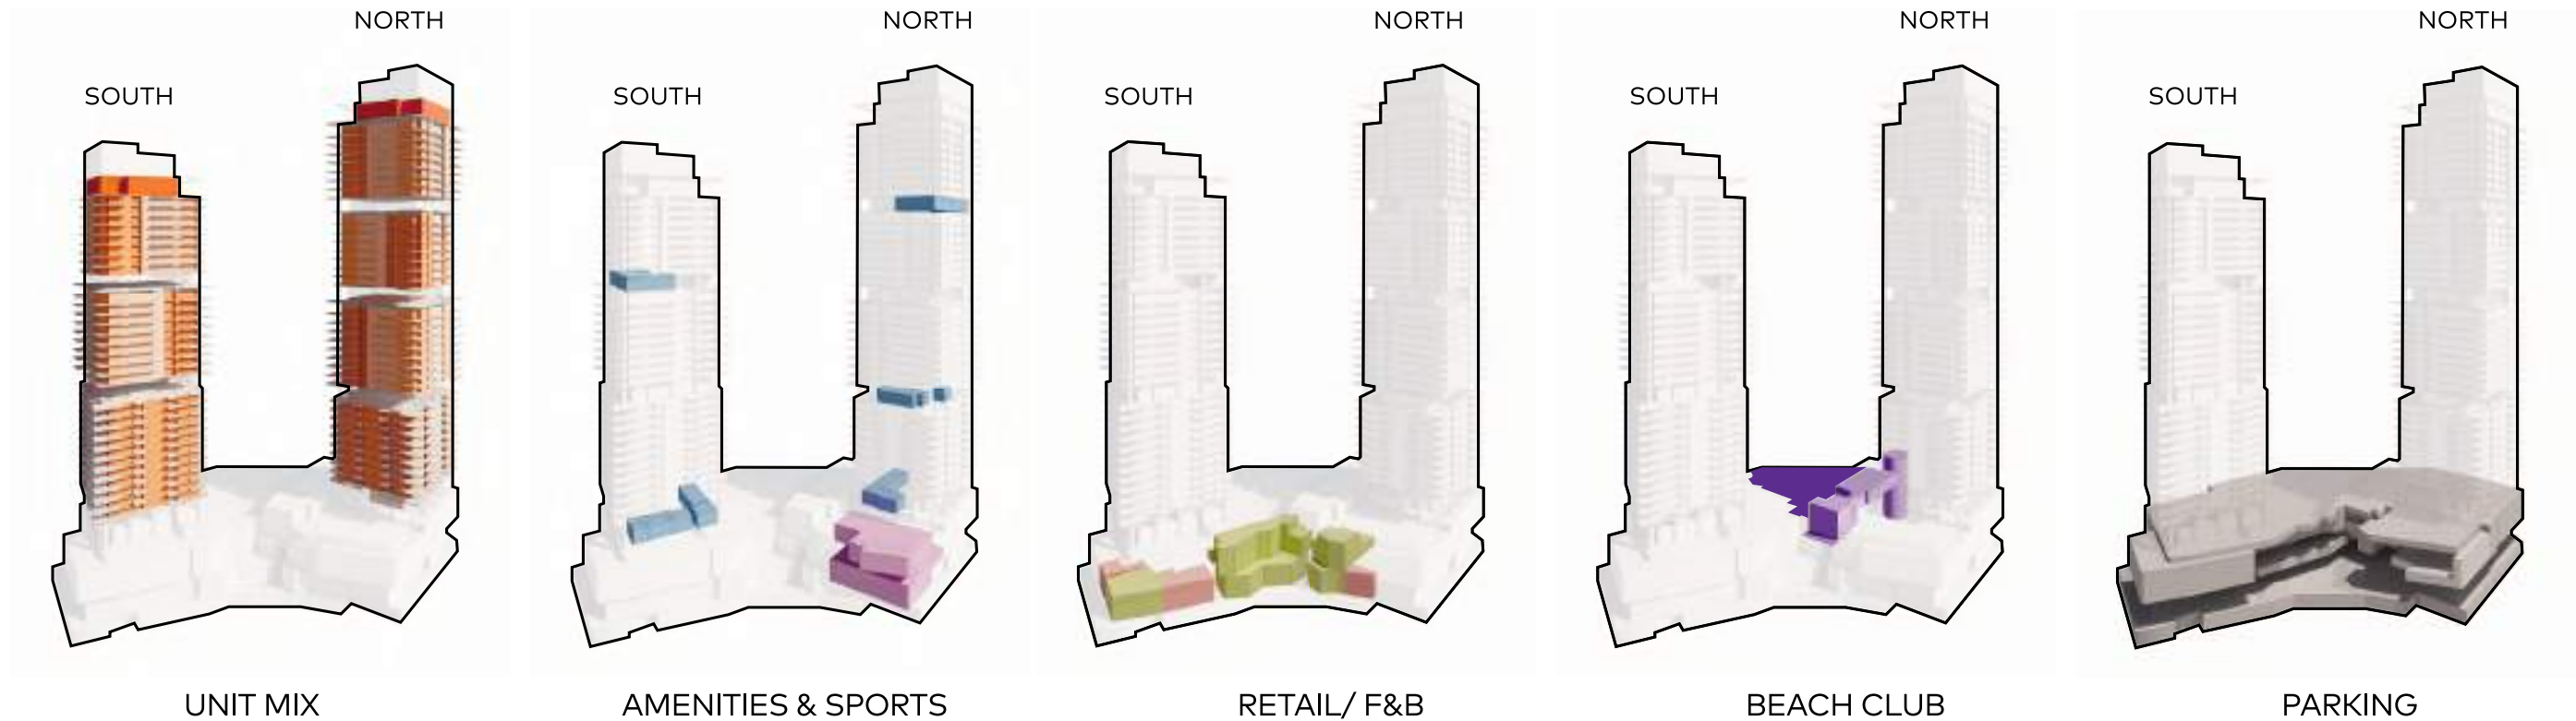 NORTH
SOUTH
UNIT MIX
NORTH
SOUTH
AMENITIES & SPORTS
NORTH
SOUTH
RETAIL/ F&B
NORTH
SOUTH
BEACH CLUB
NORTH
SOUTH
PARKING